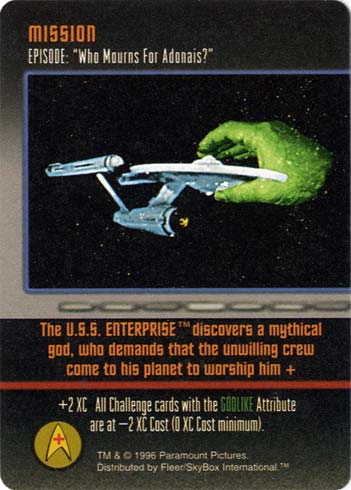 MISSION
EPISODE: "Who Mourns For Adonais?"
The U.S.S. ENTERPRISE™ discovers a mythical
god, who demands that the unwilling crew
come to his planet to worship him +
+2 XC All Challenge cards with the GODLIKE Attribute
are at –2 XC Cost (0 XC Cost minimum).
TM & © 1996 Paramount Pictures.
Distributed by Fleer/SkyBox International.™